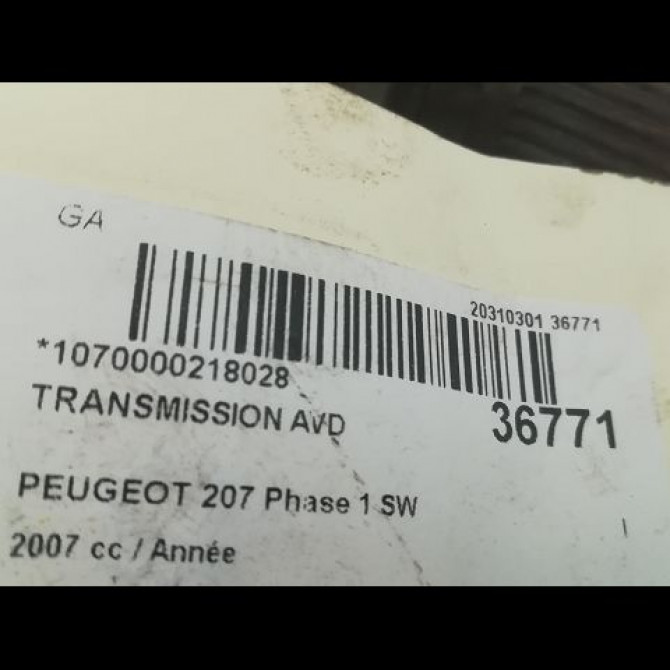 GA
20310301 36771
*1070000218028
36771
TRANSMISSION AVD
PEUGEOT 207 Phase 1 SW
2007 cc / Année